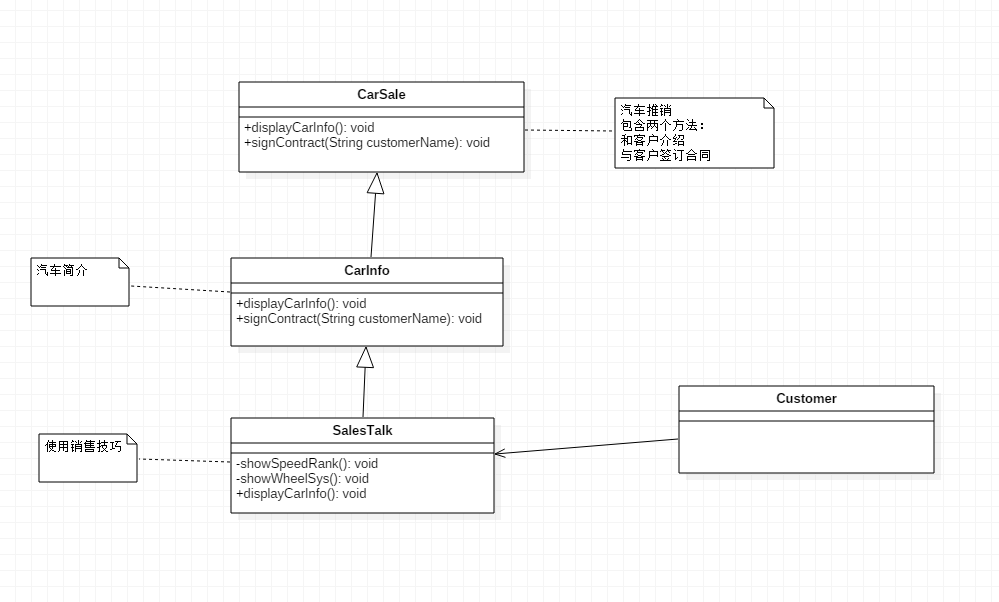 CarSale
+displayCarInfo(): void
+signContract(String customerName): void
汽车推销
包含两个方法：
和客户介绍
与客户签订合同
汽车简介
CarInfo
+displayCarInfo(): void
+signContract(String customerName): void
使用销售技巧
SalesTalk
-showSpeedRank(): void
-showWheelSys(): void
+displayCarInfo(): void
Customer